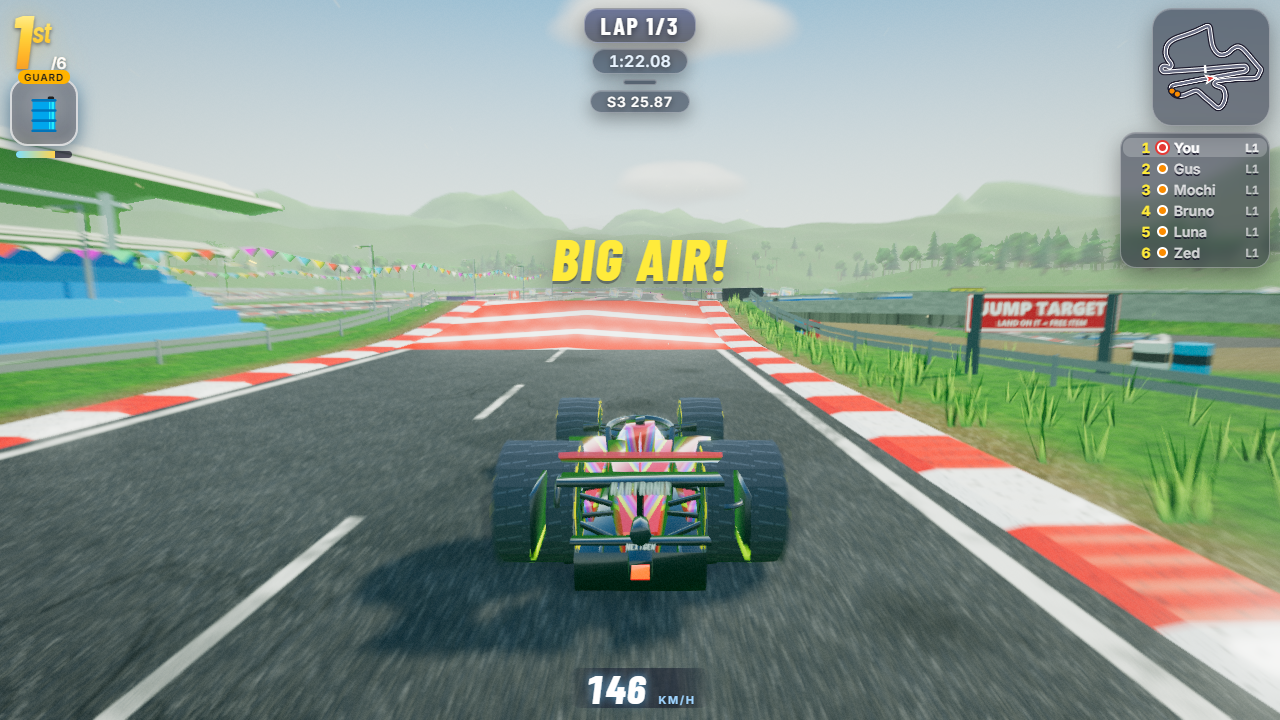 1st
/6
GUARD
LAP 1/3
1:22.08
S3 25.87
1 You L1
2 Gus L1
3 Mochi L1
4 Bruno L1
5 Luna L1
6 Zed L1
BIG AIR!
JUMP TARGET
LAND ON IT = FREE ITEM
146 KM/H